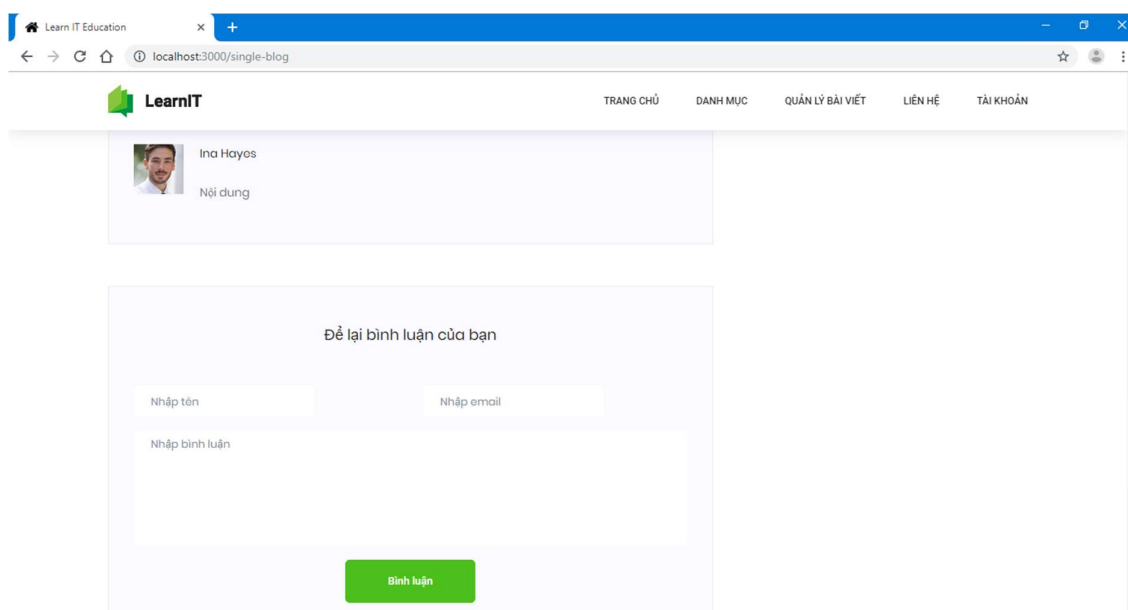 Learn IT Education
localhost:3000/single-blog
LearnIT
TRANG CHỦ DANH MỤC QUẢN LÝ BÀI VIẾT LIÊN HỆ TÀI KHOẢN
Ina Hayes
Nội dung
Để lại bình luận của bạn
Nhập tên Nhập email
Nhập bình luận
Bình luận